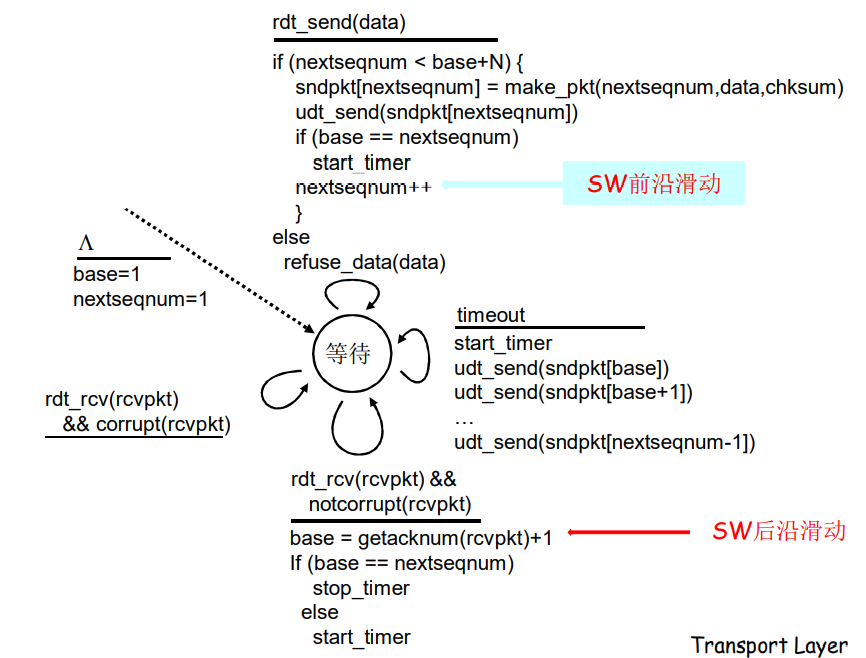 rdt_send(data)
if (nextseqnum < base+N) {
sndpkt[nextseqnum] = make_pkt(nextseqnum,data,chksum)
udt_send(sndpkt[nextseqnum])
if (base == nextseqnum)
start_timer
nextseqnum++
SW前沿滑动
}
else
refuse_data(data)
Λ
base=1
nextseqnum=1
等待
timeout
start_timer
udt_send(sndpkt[base])
udt_send(sndpkt[base+1])
…
udt_send(sndpkt[nextseqnum-1])
rdt_rcv(rcvpkt)
&& corrupt(rcvpkt)
rdt_rcv(rcvpkt) &&
notcorrupt(rcvpkt)
base = getacknum(rcvpkt)+1
SW后沿滑动
If (base == nextseqnum)
stop_timer
else
start_timer
Transport Layer